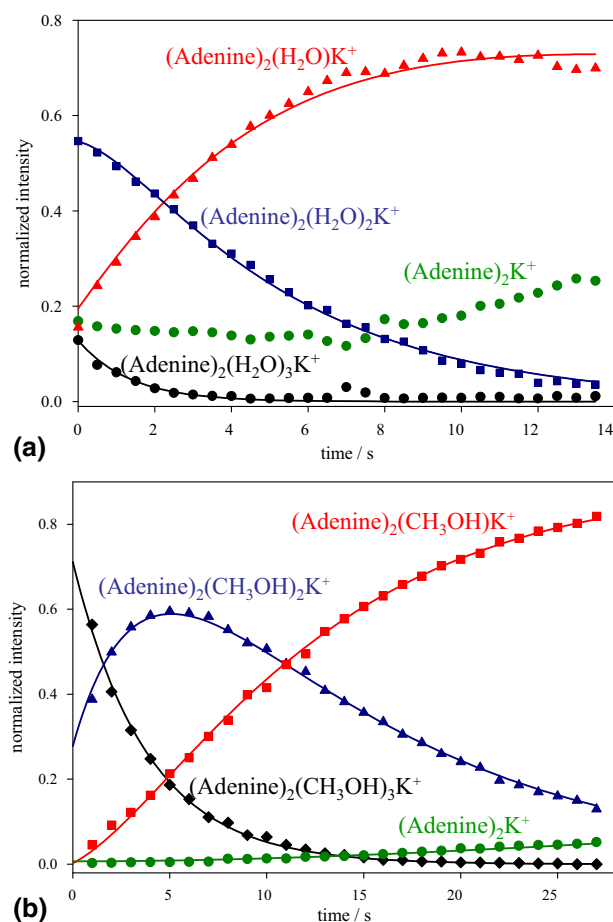 0.8
(Adenine)₂(H₂O)K⁺
0.6
normalized intensity
(Adenine)₂(H₂O)₂K⁺
0.4
(Adenine)₂K⁺
0.2
(Adenine)₂(H₂O)₃K⁺
0.0
0 2 4 6 8 10 12 14
(a) time / s
(Adenine)₂(CH₃OH)K⁺
0.8
(Adenine)₂(CH₃OH)₂K⁺
0.6
normalized intensity
0.4
(Adenine)₂(CH₃OH)₃K⁺
0.2
(Adenine)₂K⁺
0.0
0 5 10 15 20 25
(b) time / s